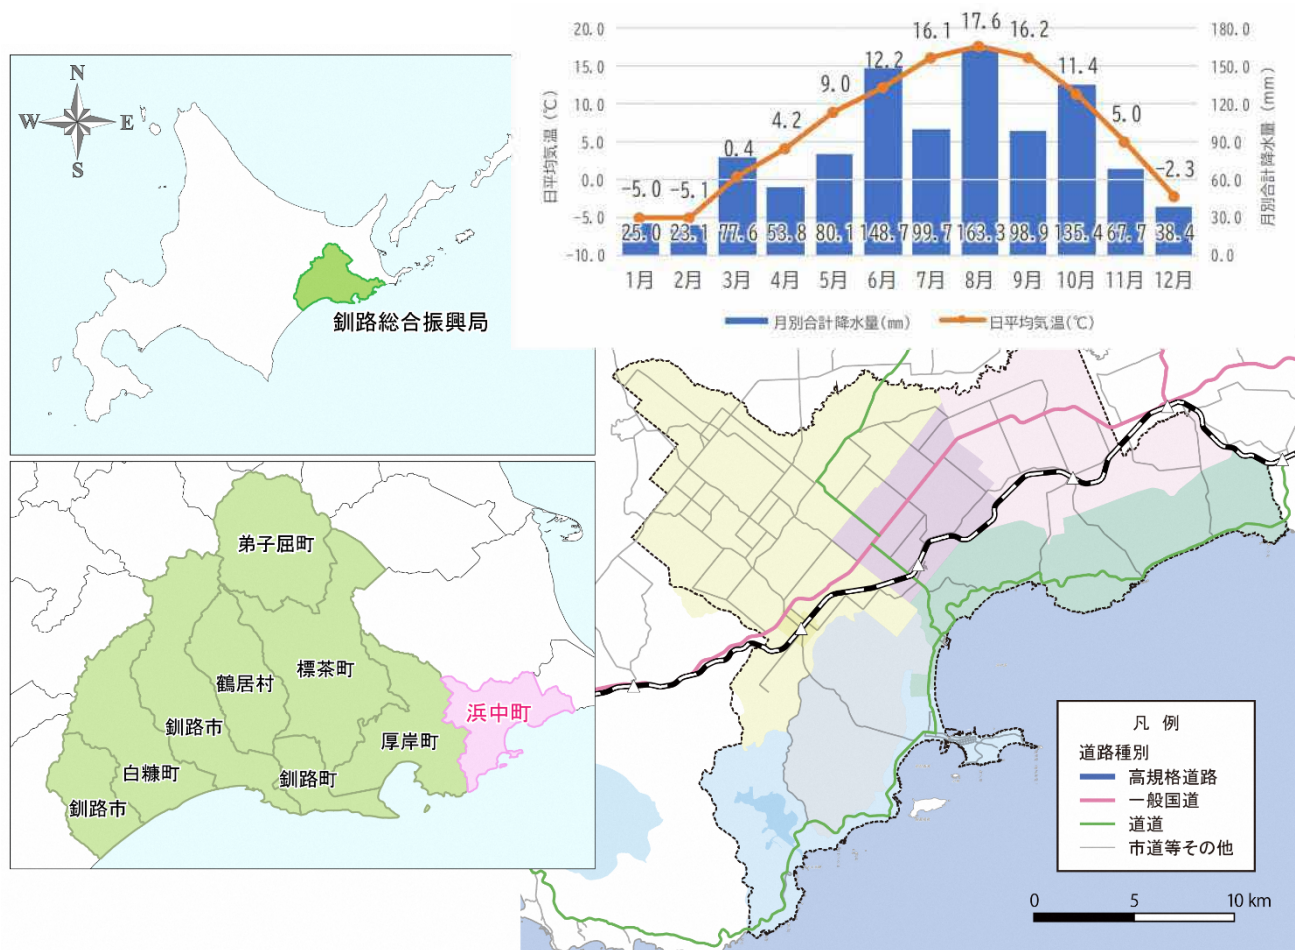 N
W E
S
釧路総合振興局
20.0
15.0
10.0
5.0
0.0
-5.0
-10.0
日平均気温(℃)
180.0
150.0
120.0
90.0
60.0
30.0
0.0
月別合計降水量(mm)
-5.0 -5.1 0.4 4.2 9.0 12.2 16.1 17.6 16.2 11.4 5.0 -2.3
25.0 23.1 77.6 53.8 80.1 148.7 99.7 163.3 98.9 135.4 67.7 38.4
1月 2月 3月 4月 5月 6月 7月 8月 9月 10月 11月 12月
月別合計降水量(㎜) 日平均気温(℃)
弟子屈町
標茶町
鶴居村
浜中町
釧路市
厚岸町
白糠町
釧路町
釧路市
凡 例
道路種別
高規格道路
一般国道
道道
市道等その他
0 5 10 km